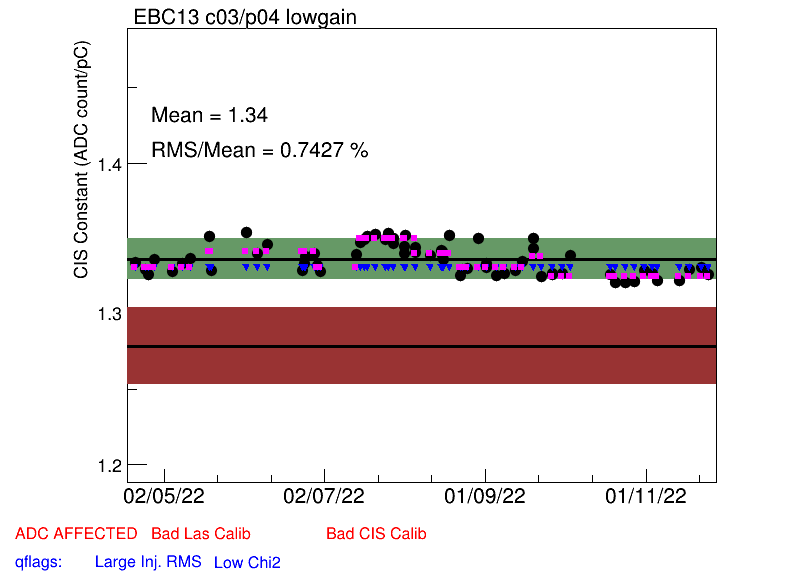 EBC13 c03/p04 lowgain
CIS Constant (ADC count/pC)
Mean = 1.34
RMS/Mean = 0.7427 %
1.4
1.3
1.2
02/05/22 02/07/22 01/09/22 01/11/22
ADC AFFECTED Bad Las Calib Bad CIS Calib
qflags: Large Inj. RMS Low Chi2